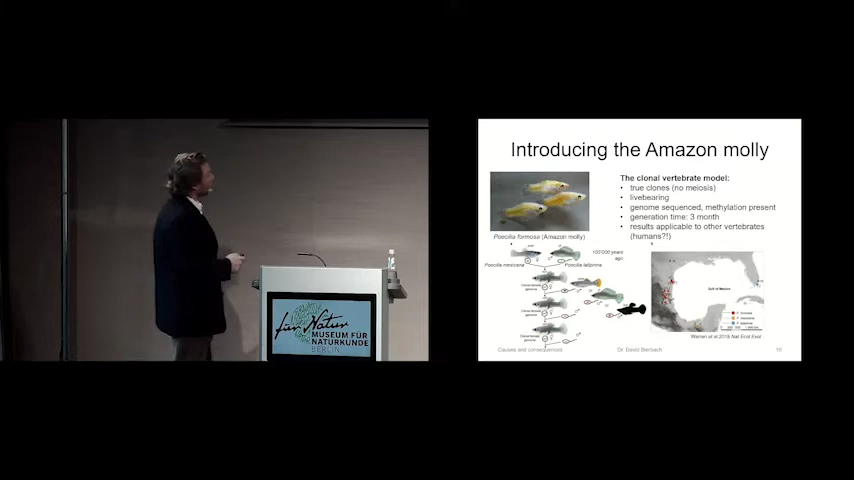 Introducing the Amazon molly
The clonal vertebrate model:
• true clones (no meiosis)
• livebearing
• genome sequenced, methylation present
• generation time: 3 month
• results applicable to other vertebrates
(humans?!)
Poecilia formosa (Amazon molly)
100'000 years
ago
Poecilia mexicana
Poecilia latipinna
Gulf of Mexico
Warren et al 2018 Nat Ecol Evol
Causes and consequences
Dr. David Bierbach
10
für Natur
MUSEUM FÜR
NATURKUNDE
BERLIN